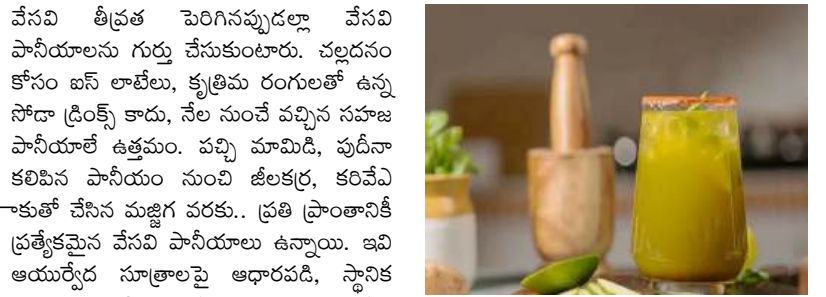 వేసవి తీవ్రత పెరిగినప్పుడల్లా వేసవి
పానీయాలను గుర్తు చేసుకుంటారు. చల్లదనం
కోసం ఐస్ లాటేలు, కృత్రిమ రంగులతో ఉన్న
సోడా డ్రింక్స్ కాదు, నేల నుంచే వచ్చిన సహజ
పానీయాలే ఉత్తమం. పచ్చి మామిడి, పుదీనా
కలిపిన పానీయం నుంచి జీలకర్ర, కరివేఎ
ాకుతో చేసిన మజ్జిగ వరకు.. ప్రతి ప్రాంతానికీ
ప్రత్యేకమైన వేసవి పానీయాలు ఉన్నాయి. ఇవి
ఆయుర్వేద సూత్రాలపై ఆధారపడి, స్థానిక